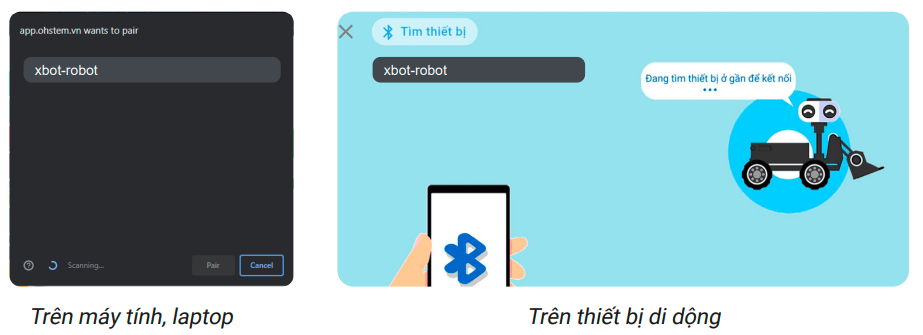 app.ohstem.vn wants to pair
xbot-robot
Scanning...
Pair
Cancel
Trên máy tính, laptop
Tìm thiết bị
xbot-robot
Đang tìm thiết bị ở gần để kết nối
Trên thiết bị di dộng